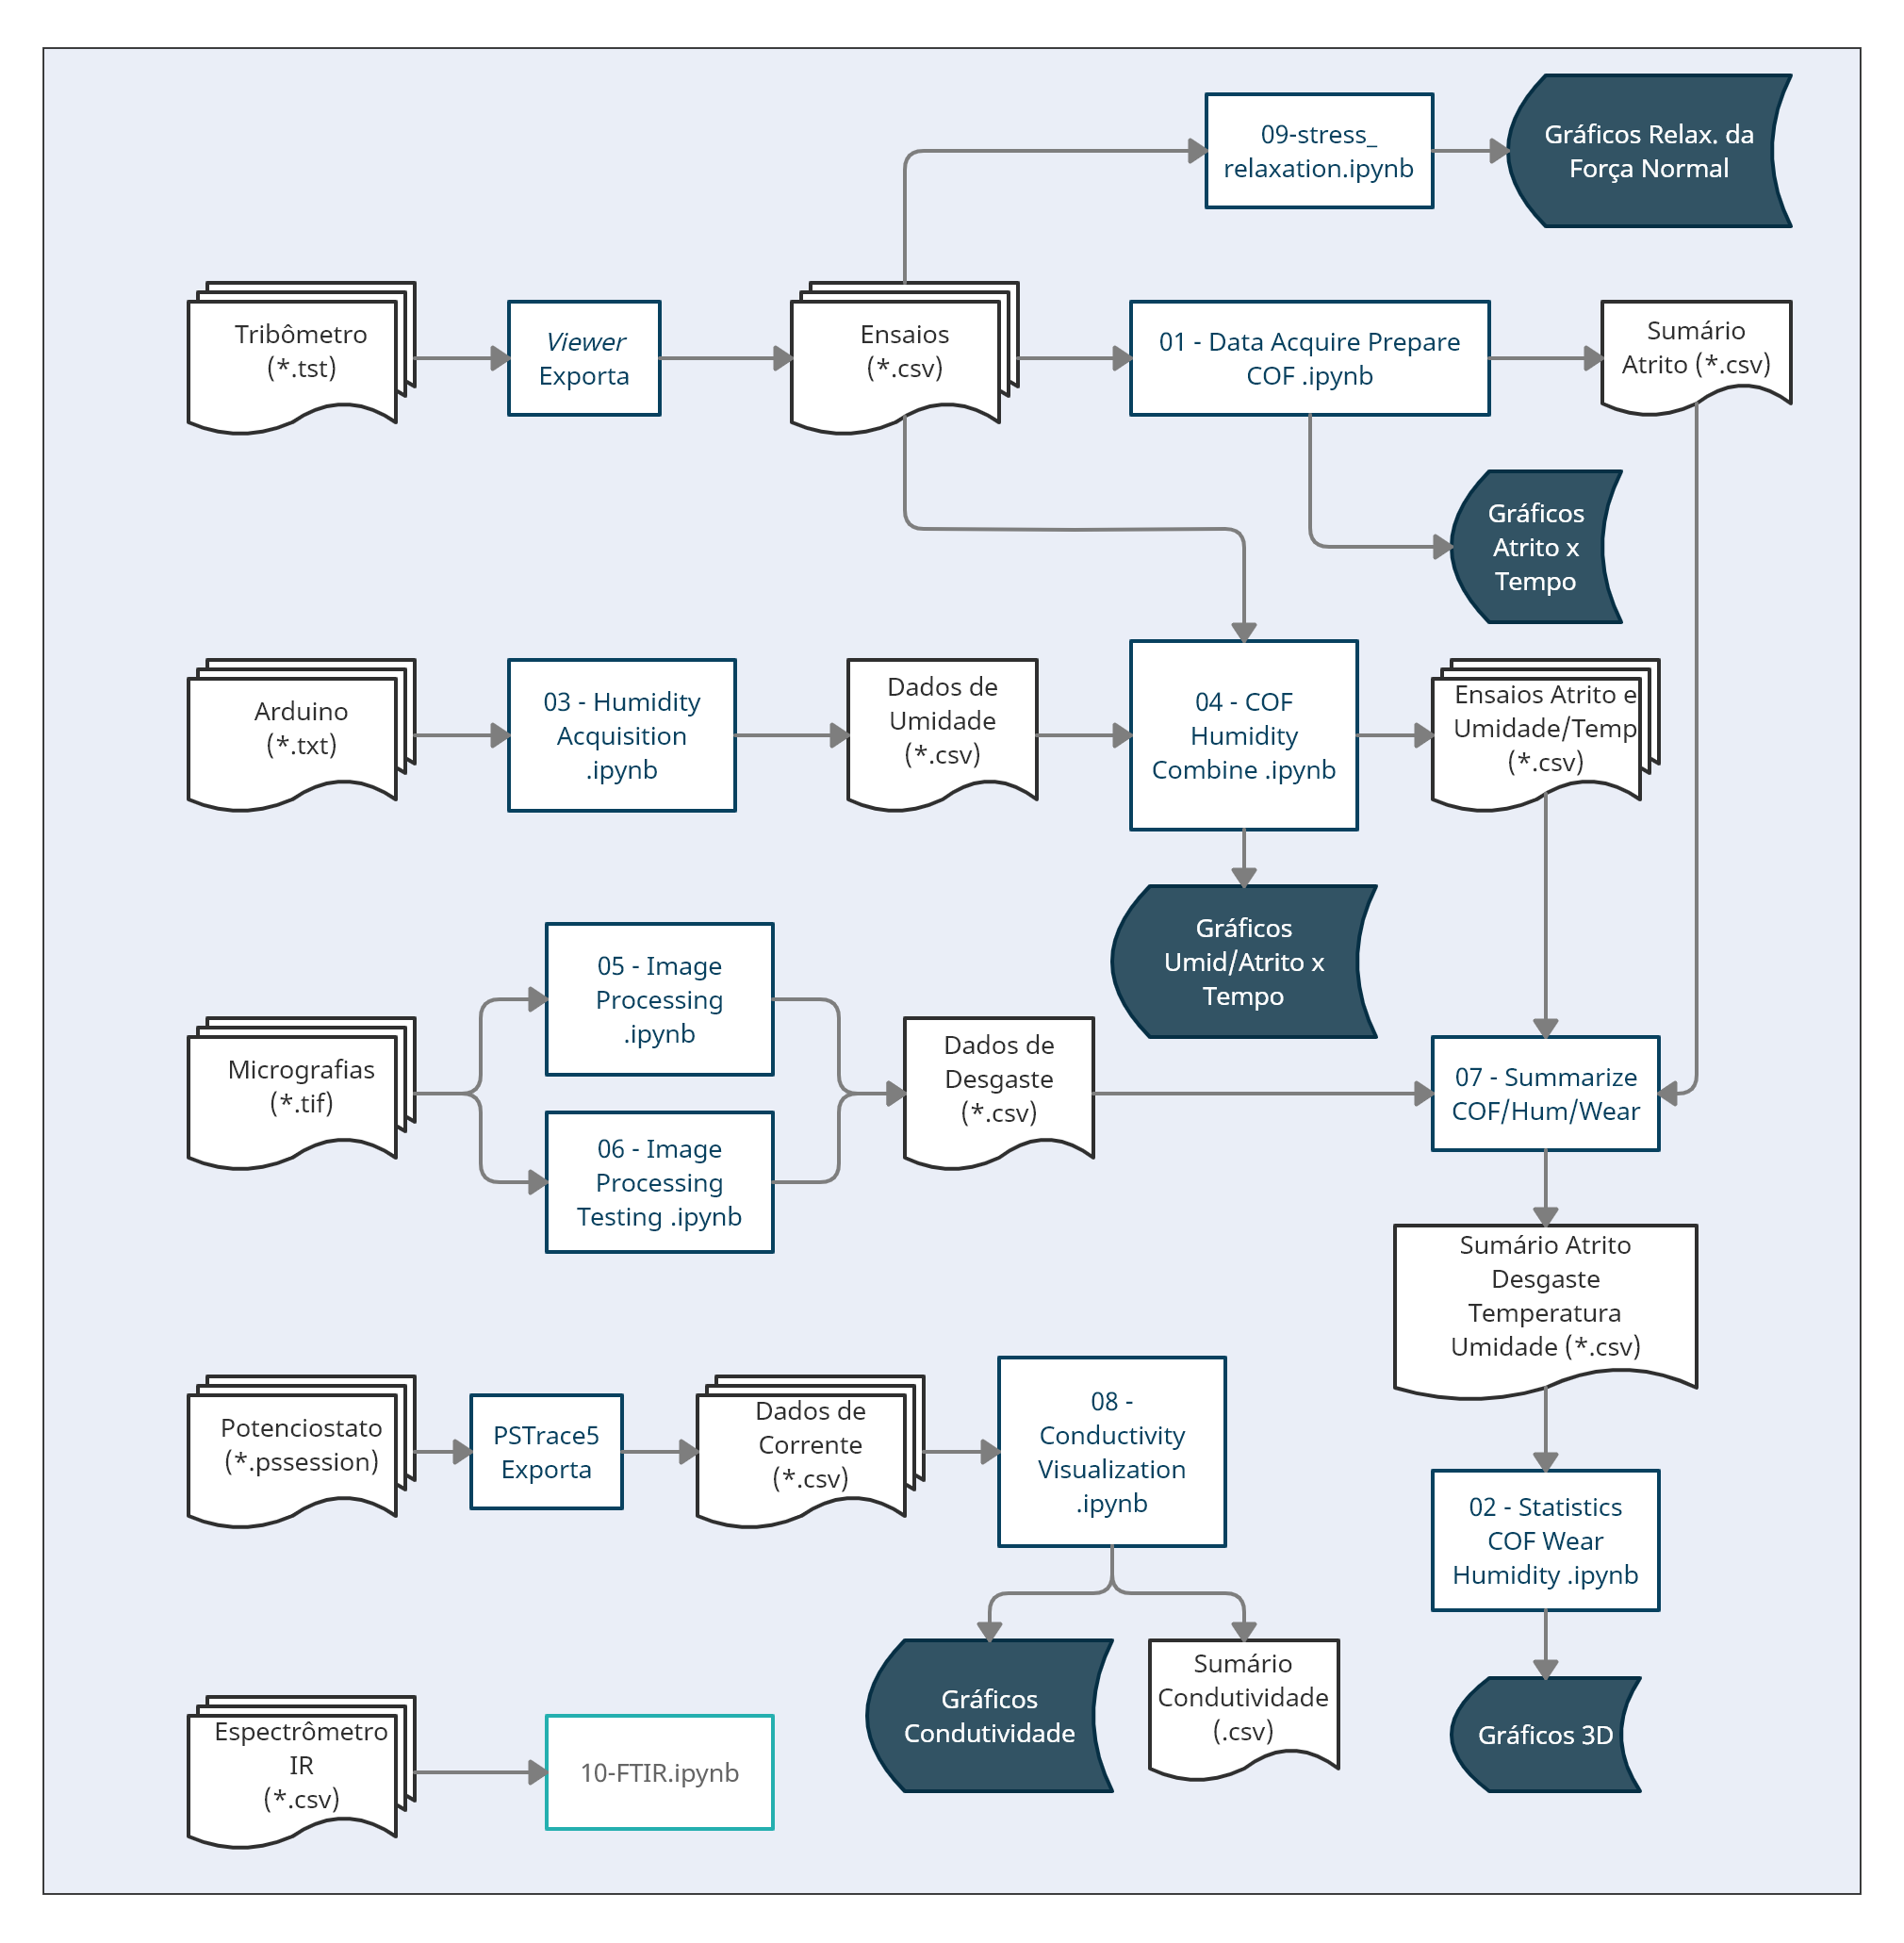 09-stress_
relaxation.ipynb
Gráficos Relax. da
Força Normal
Tribômetro
(*.tst)
Viewer
Exporta
Ensaios
(*.csv)
01 - Data Acquire Prepare
COF .ipynb
Sumário
Atrito (*.csv)
Gráficos
Atrito x
Tempo
Arduino
(*.txt)
03 - Humidity
Acquisition
.ipynb
Dados de
Umidade
(*.csv)
04 - COF
Humidity
Combine .ipynb
Ensaios Atrito e
Umidade/Temp
(*.csv)
Gráficos
Umid/Atrito x
Tempo
Micrografias
(*.tif)
05 - Image
Processing
.ipynb
06 - Image
Processing
Testing .ipynb
Dados de
Desgaste
(*.csv)
07 - Summarize
COF/Hum/Wear
Sumário Atrito
Desgaste
Temperatura
Umidade (*.csv)
Potenciostato
(*.pssession)
PSTrace5
Exporta
Dados de
Corrente
(*.csv)
08 -
Conductivity
Visualization
.ipynb
02 - Statistics
COF Wear
Humidity .ipynb
Gráficos
Condutividade
Sumário
Condutividade
(.csv)
Gráficos 3D
Espectrômetro
IR
(*.csv)
10-FTIR.ipynb